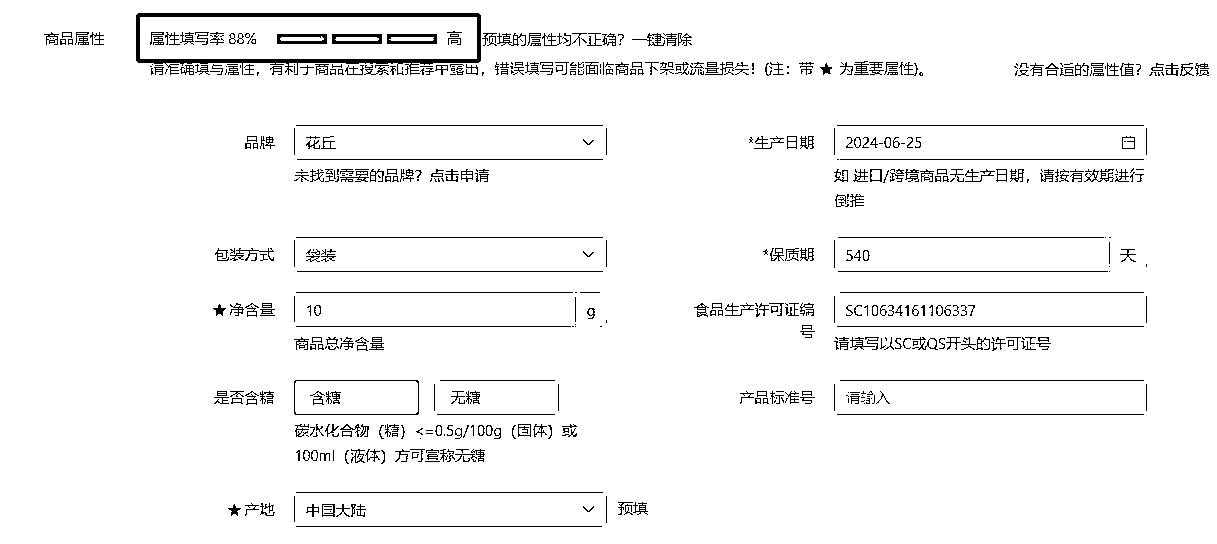 商品属性 属性填写率 88% 高 预填的属性均不正确？一键清除
请准确填写属性，有利于商品在搜索和推荐中露出，错误填写可能面临商品下架或流量损失！(注：带 ★ 为重要属性)。 没有合适的属性值？点击反馈
品牌 花丘 *生产日期 2024-06-25
未找到需要的品牌？点击申请 如 进口/跨境商品无生产日期，请按有效期进行
倒推
包装方式 袋装 *保质期 540 天
★ 净含量 10 g 食品生产许可证编 SC10634161106337
号
商品总净含量 请填写以SC或QS开头的许可证号
是否含糖 含糖 无糖 产品标准号 请输入
碳水化合物（糖）<=0.5g/100g（固体）或
100ml（液体）方可宣称无糖
★ 产地 中国大陆 预填